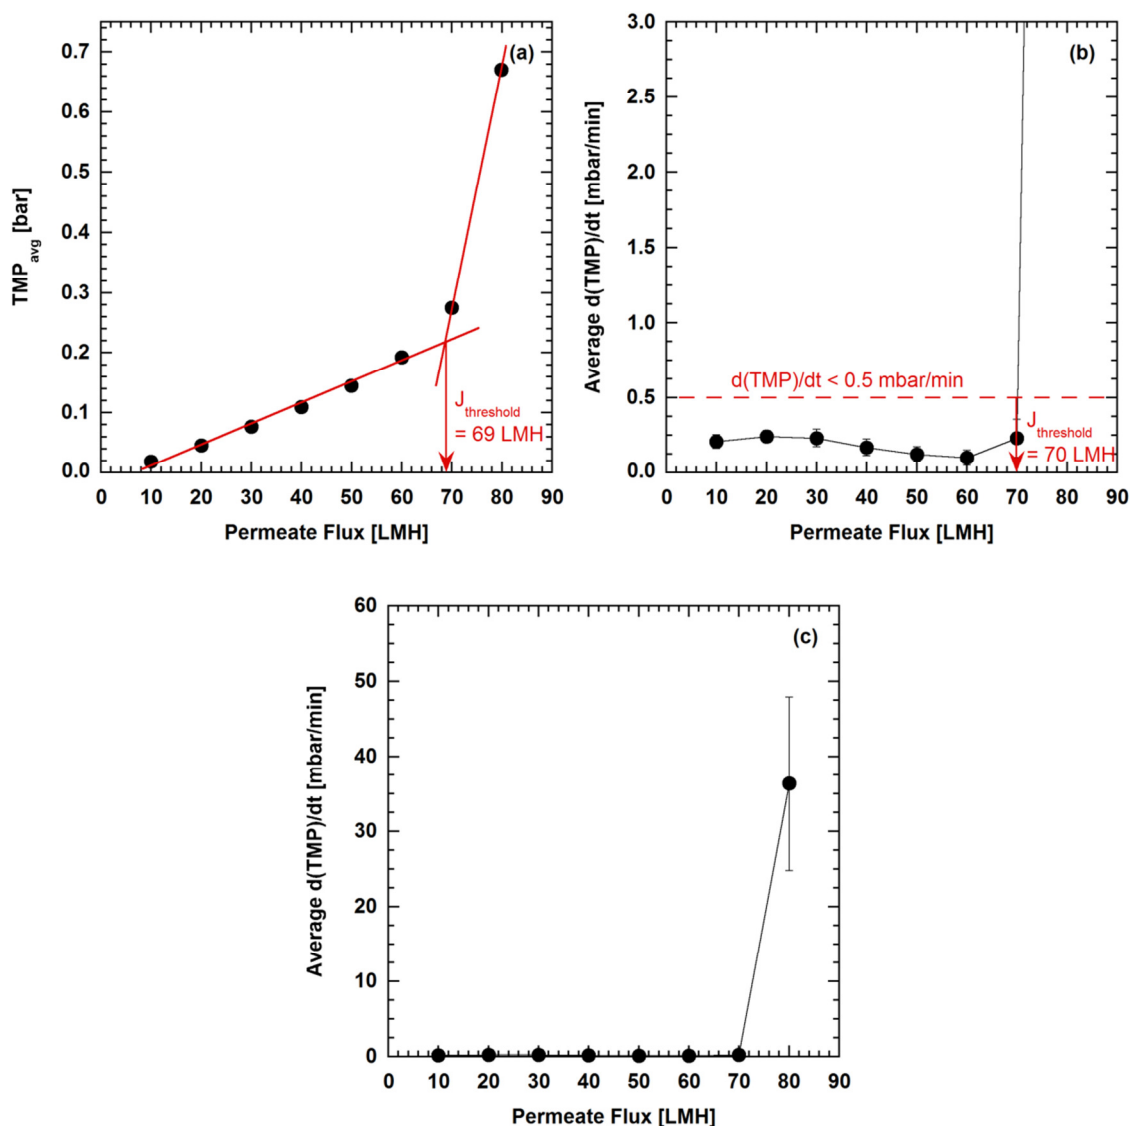 (a)
0.7
0.6
0.5
0.4
0.3
0.2
0.1
0.0
TMP avg [bar]
J threshold
= 69 LMH
0 10 20 30 40 50 60 70 80 90
Permeate Flux [LMH]
(b)
3.0
2.5
2.0
1.5
1.0
0.5
0.0
Average d(TMP)/dt [mbar/min]
d(TMP)/dt < 0.5 mbar/min
J threshold
= 70 LMH
0 10 20 30 40 50 60 70 80 90
Permeate Flux [LMH]
(c)
60
50
40
30
20
10
0
Average d(TMP)/dt [mbar/min]
0 10 20 30 40 50 60 70 80 90
Permeate Flux [LMH]